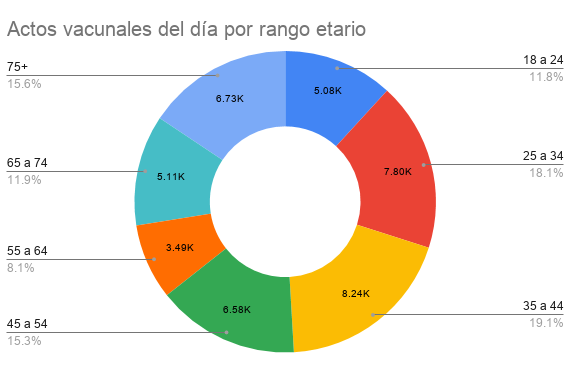 Actos vacunales del día por rango etario
75+
15.6%
18 a 24
11.8%
6.73K
5.08K
65 a 74
11.9%
25 a 34
18.1%
5.11K
7.80K
55 a 64
8.1%
3.49K
35 a 44
19.1%
8.24K
6.58K
45 a 54
15.3%